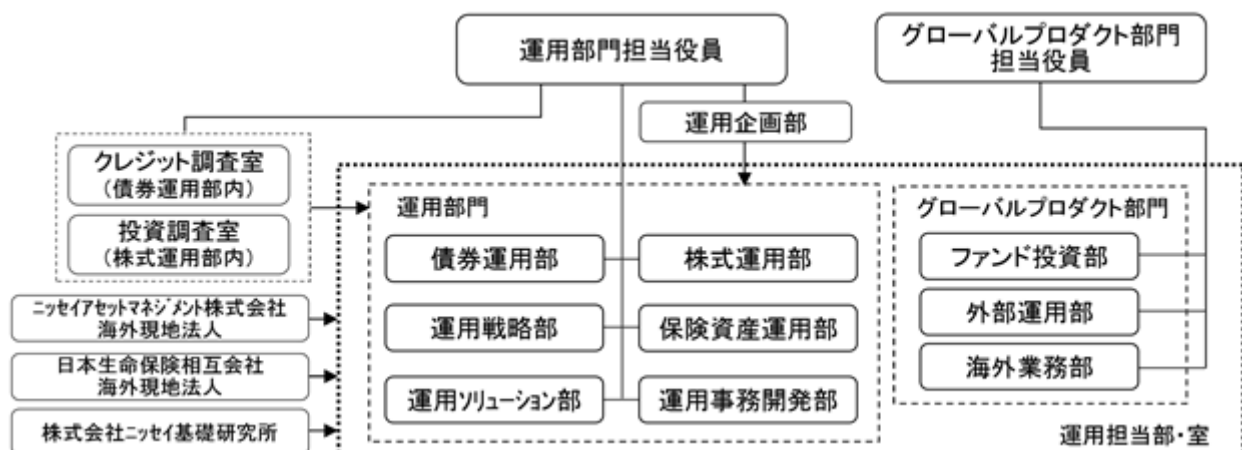 運用部門担当役員
グローバルプロダクト部門
担当役員
運用企画部
クレジット調査室
(債券運用部内)
投資調査室
(株式運用部内)
運用部門
債券運用部
株式運用部
運用戦略部
保険資産運用部
運用ソリューション部
運用事務開発部
グローバルプロダクト部門
ファンド投資部
外部運用部
海外業務部
ニッセイアセットマネジメント株式会社
海外現地法人
日本生命保険相互会社
海外現地法人
株式会社ニッセイ基礎研究所
運用担当部・室